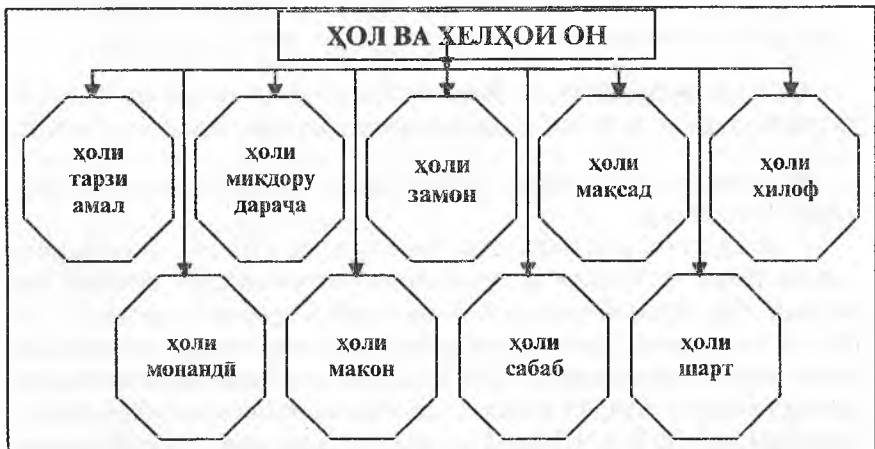 ҲОЛ ВА ҲЕЛҲОИ ОН
ҳоли
тарзи
амал
ҳоли
миқдору
дараҷа
ҳоли
замон
ҳоли
мақсад
ҳоли
хилоф
ҳоли
монандӣ
ҳоли
макон
ҳоли
сабаб
ҳоли
шарт